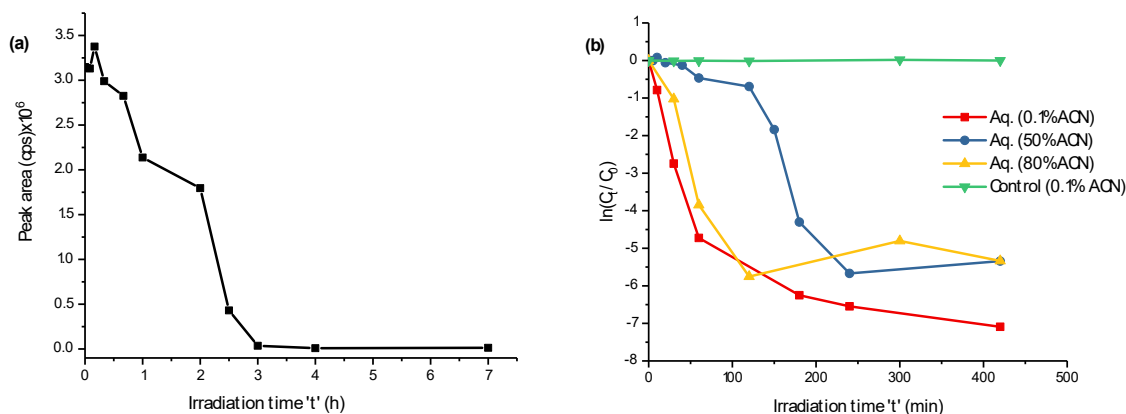 (a)
Peak area (cps)x10⁶
3.5
3.0
2.5
2.0
1.5
1.0
0.5
0.0
0 1 2 3 4 5 6 7
Irradiation time 't' (h)
(b)
ln(Cₜ/C₀)
1
0
-1
-2
-3
-4
-5
-6
-7
-8
0 100 200 300 400 500
Irradiation time 't' (min)
Aq. (0.1%ACN)
Aq. (50%ACN)
Aq. (80%ACN)
Control (0.1% ACN)